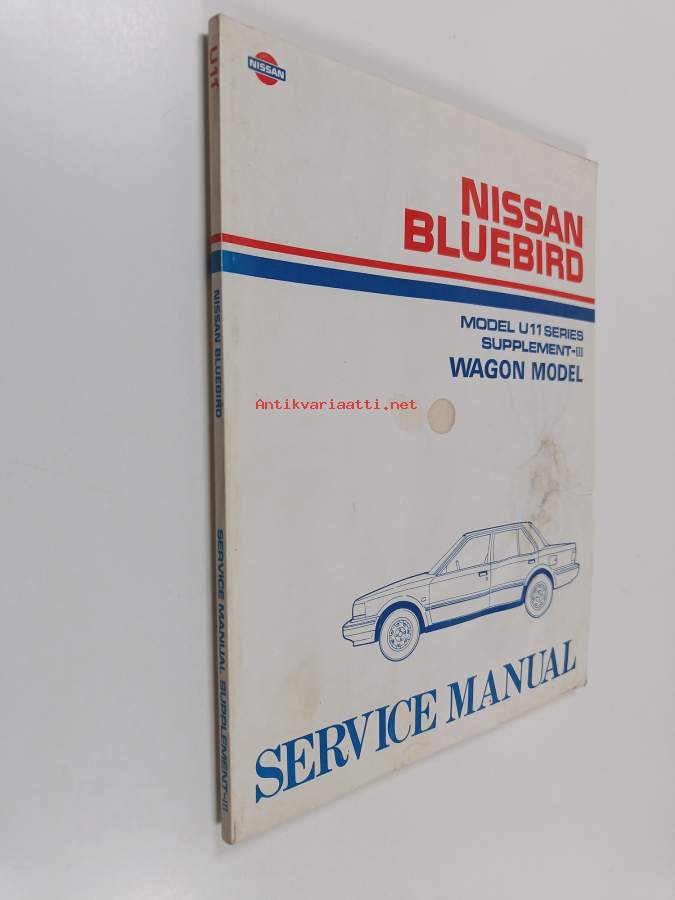 NISSAN
NISSAN
BLUEBIRD
MODEL U11 SERIES
SUPPLEMENT-III
WAGON MODEL
Antikvariaatti.net
SERVICE MANUAL
U11
NISSAN BLUEBIRD
SERVICE MANUAL SUPPLEMENT-III